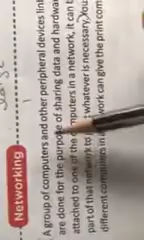 Networking
A group of computers and other peripheral devices lin
are done for the purpose of sharing data and hardwa
attached to one of the computers in a network, it can
part of that network to whatever is necessary.
different computers in work can give the print com